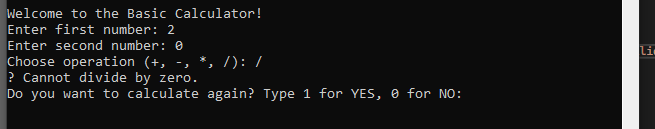 Welcome to the Basic Calculator!
Enter first number: 2
Enter second number: 0
Choose operation (+, -, *, /): /
? Cannot divide by zero.
Do you want to calculate again? Type 1 for YES, 0 for NO: